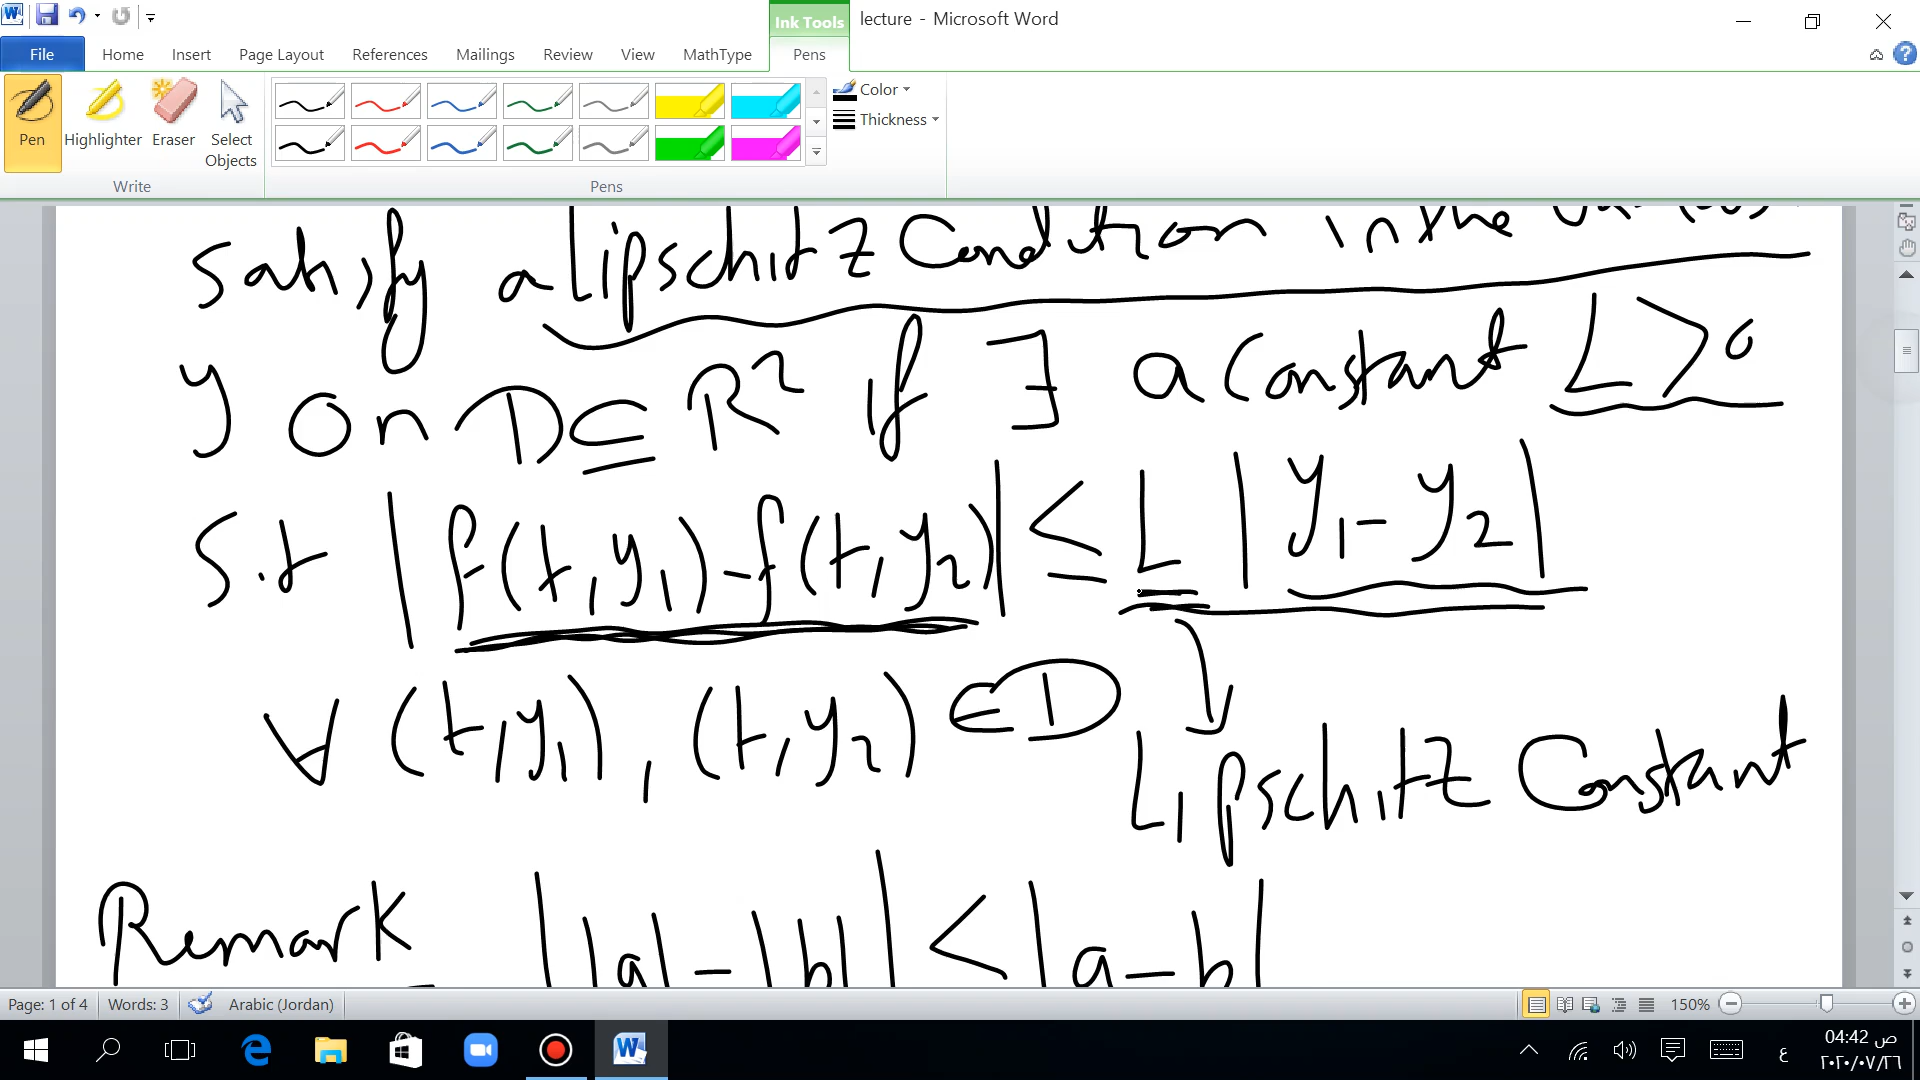 lecture - Microsoft Word
Ink Tools
File Home Insert Page Layout References Mailings Review View MathType Pens
Pen Highlighter Eraser Select Objects
Color
Thickness
Write
Pens
satisfy a Lipschitz Condition in the
y on D ⊆ R² if ∃ a constant L > 0
s.t |f(t,y₁)-f(t,y₂)| ≤ L |y₁-y₂|
∀ (t,y₁), (t,y₂) ∈ D
Lipschitz Constant
Remark ||a|-|b|| < |a-b|
Page: 1 of 4 Words: 3 Arabic (Jordan) 150%
ع
04:42 ص
٢٠٢٠/٠٧/٢٦